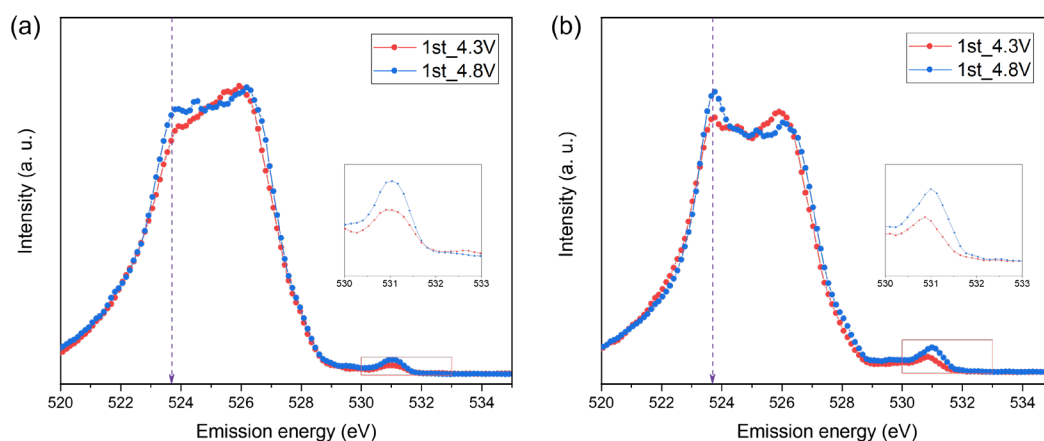 (a)
1st_4.3V
1st_4.8V
Intensity (a. u.)
530 531 532 533
520 522 524 526 528 530 532 534
Emission energy (eV)
(b)
1st_4.3V
1st_4.8V
Intensity (a. u.)
530 531 532 533
520 522 524 526 528 530 532 534
Emission energy (eV)